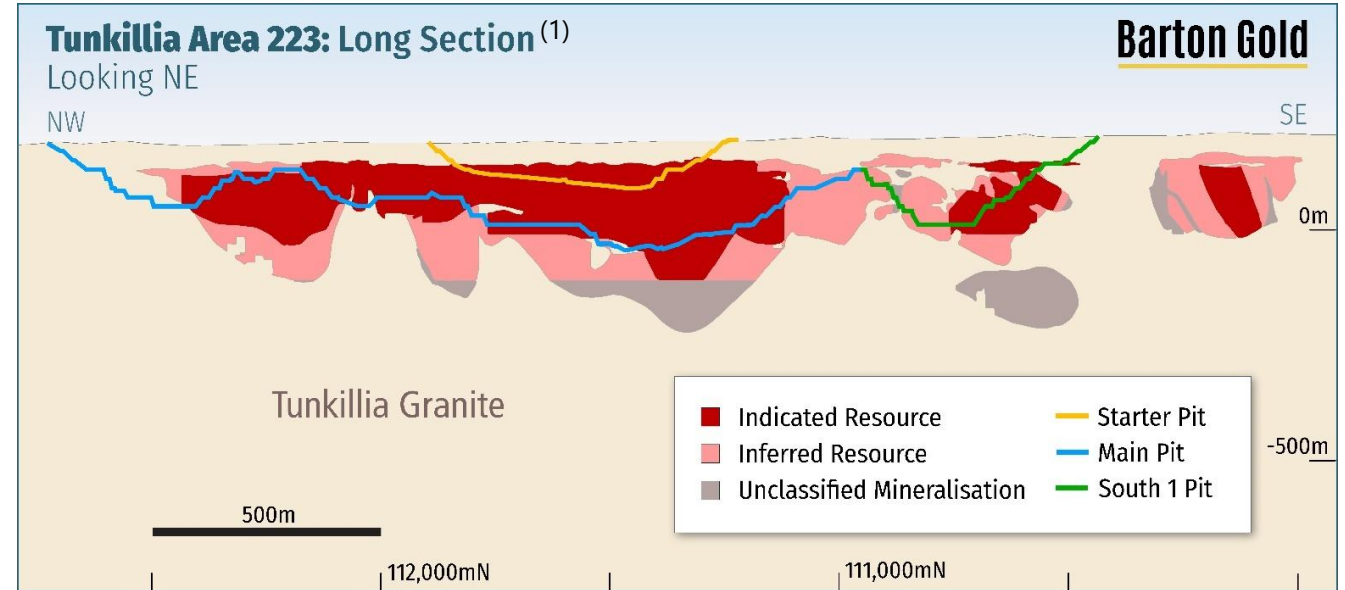 Tunkillia Area 223: Long Section (1)
Barton Gold
Looking NE
NW
SE
0m
Tunkillia Granite
Indicated Resource
Inferred Resource
Unclassified Mineralisation
Starter Pit
Main Pit
South 1 Pit
-500m
500m
112,000mN
111,000mN